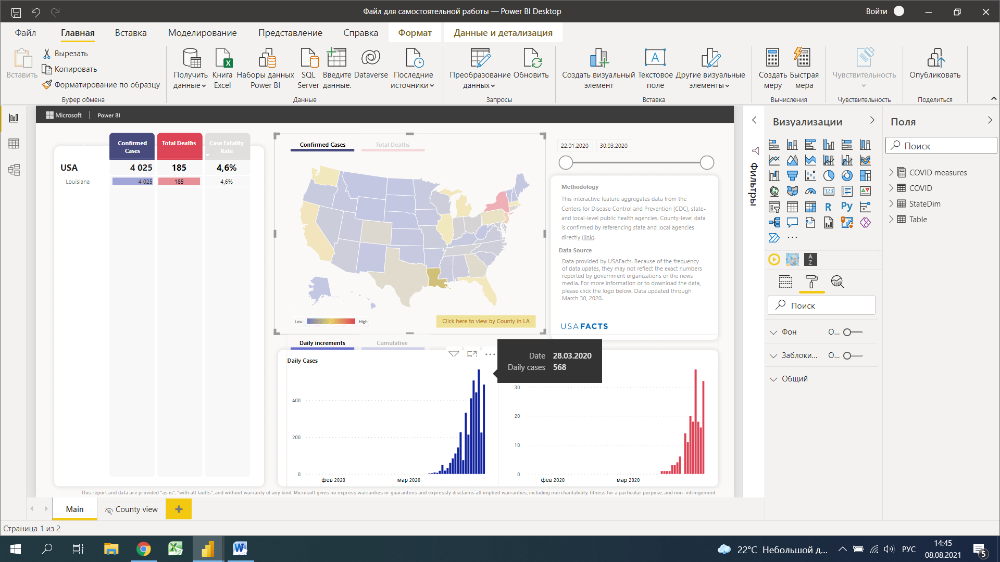 Файл для самостоятельной работы — Power BI Desktop
Войти
Файл
Главная
Вставка
Моделирование
Представление
Справка
Формат
Данные и детализация
Вставить
Вырезать
Копировать
Форматирование по образцу
Буфер обмена
Получить данные
Книга Excel
Наборы данных Power BI
SQL Server
Введите данные.
Dataverse
Последние источники
Данные
Преобразование данных
Обновить
Запросы
Создать визуальный элемент
Текстовое поле
Другие визуальные элементы
Вставка
Создать меру
Быстрая мера
Вычисления
Чувствительность
Чувствительность
Опубликовать
Поделиться
Microsoft
Power BI
Confirmed Cases
Total Deaths
Case Fatality Rate
USA 4 025 185 4,6%
Louisiana 4 025 185 4,6%
Confirmed Cases
Total Deaths
Low
High
Click here to view by County in LA
22.01.2020
30.03.2020
Methodology
This interactive feature aggregates data from the
Centers for Disease Control and Prevention (CDC), state-
and local-level public health agencies. County-level data
is confirmed by referencing state and local agencies
directly (link).
Data Source
Data provided by USAFacts. Because of the frequency
of data upates, they may not reflect the exact numbers
reported by government organizations or the news
media. For more information or to download the data,
please click the logo below. Data updated through
March 30, 2020.
USAFACTS
Daily increments
Cumulative
Daily Cases
Date 28.03.2020
Daily cases 568
400
200
0
фев 2020
мар 2020
30
20
10
0
фев 2020
мар 2020
This report and data are provided "as is", "with all faults", and without warranty of any kind. Microsoft gives no express warranties or guarantees and expressly disclaims all implied warranties, including merchantability, fitness for a particular purpose, and non-infringement.
Фильтры
Визуализации
123
R
Py
A
Z
Поиск
Фон
О...
Заблоки...
О...
Общий
Поля
Поиск
COVID measures
COVID
StateDim
Table
Main
County view
Страница 1 из 2
22°C Небольшой д...
РУС
14:45
08.08.2021
5